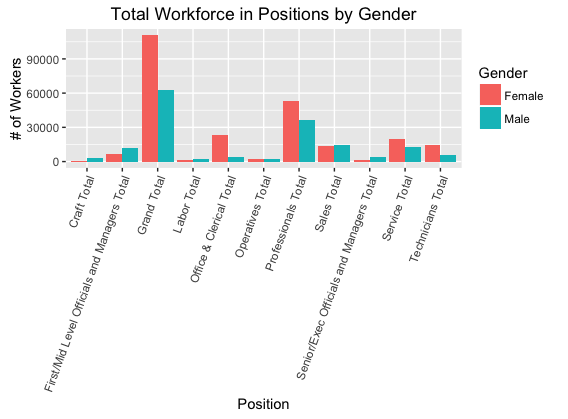 Total Workforce in Positions by Gender
# of Workers
90000
60000
30000
0
Craft Total
First/Mid Level Officials and Managers Total
Grand Total
Labor Total
Office & Clerical Total
Operatives Total
Professionals Total
Sales Total
Senior/Exec Officials and Managers Total
Service Total
Technicians Total
Position
Gender
Female
Male